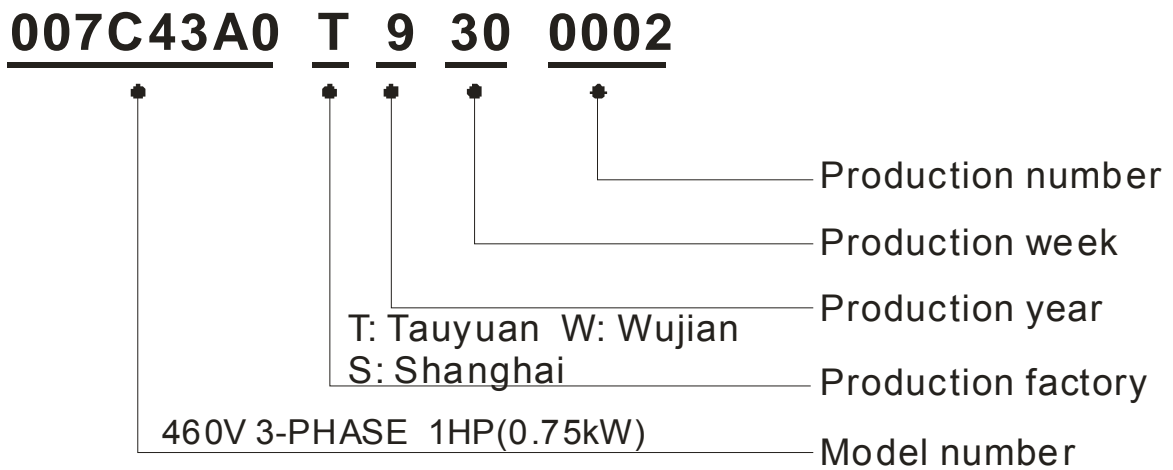 007C43A0 T 9 30 0002
Production number
Production week
Production year
T: Tauyuan W: Wujian
S: Shanghai
Production factory
460V 3-PHASE 1HP(0.75kW)
Model number